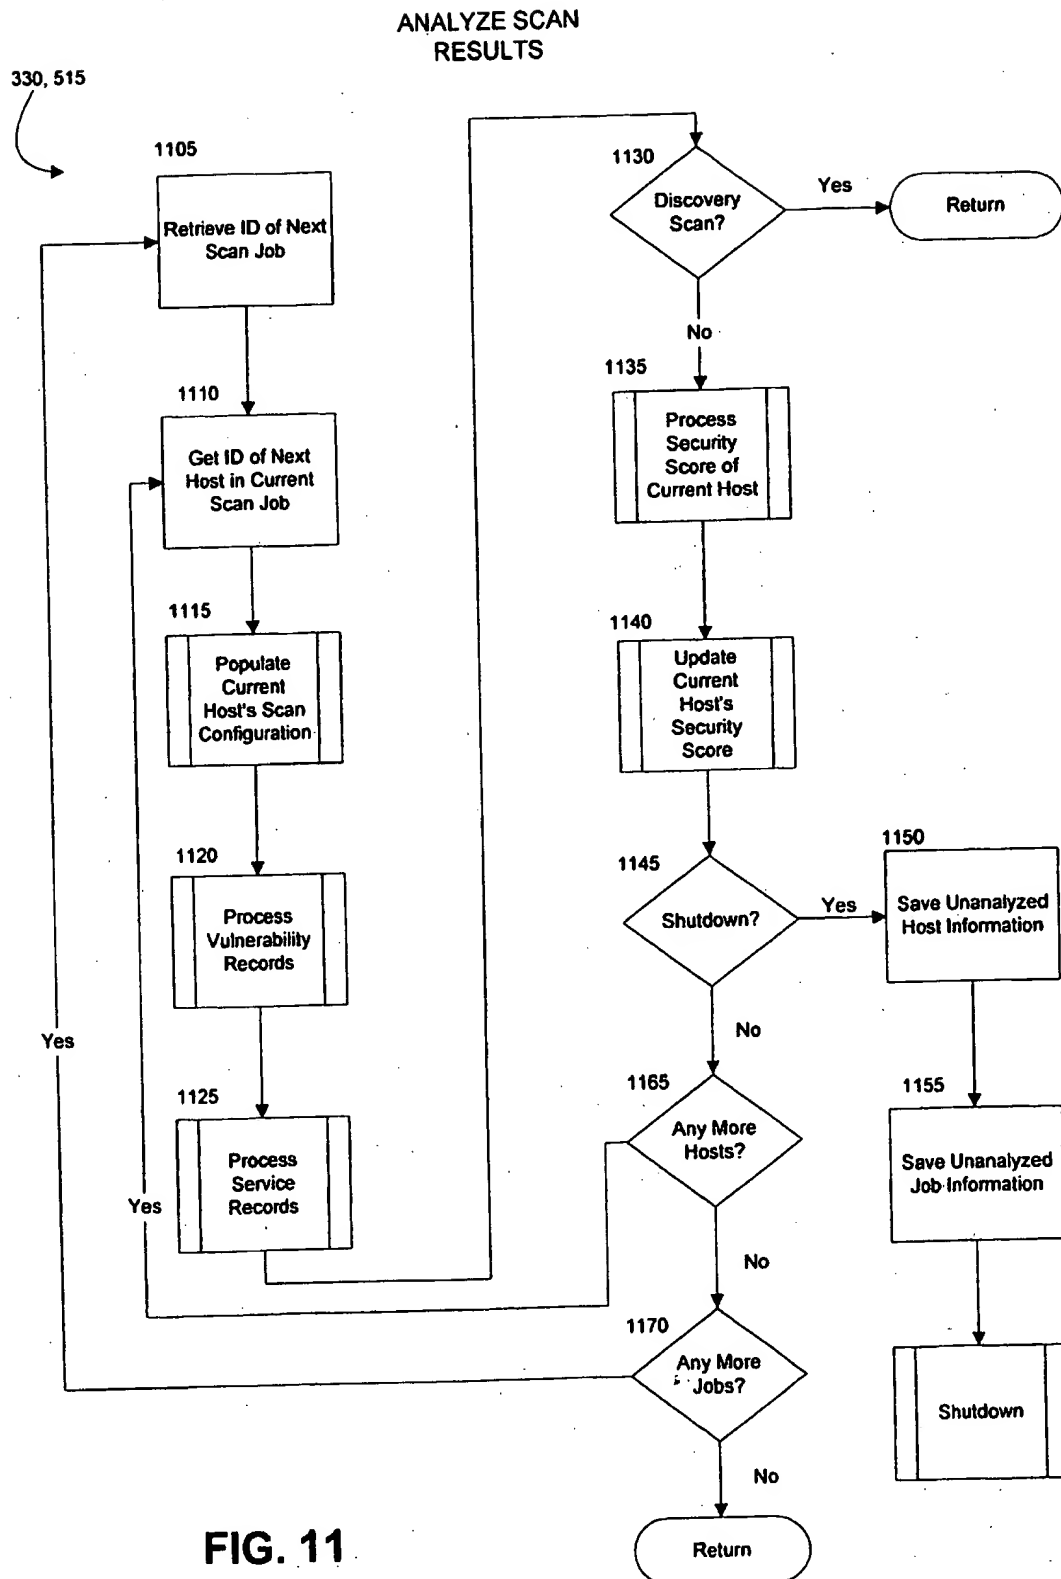 ANALYZE SCAN
RESULTS
330, 515
1105
Retrieve ID of Next
Scan Job
1110
Get ID of Next
Host in Current
Scan Job
1115
Populate
Current
Host's Scan
Configuration
1120
Process
Vulnerability
Records
1125
Process
Service
Records
Yes
Yes
1130
Discovery
Scan?
Yes
Return
No
1135
Process
Security
Score of
Current Host
1140
Update
Current
Host's
Security
Score
1145
Shutdown?
Yes
1150
Save Unanalyzed
Host Information
No
1155
Save Unanalyzed
Job Information
Shutdown
1165
Any More
Hosts?
No
1170
Any More
Jobs?
No
Return
FIG. 11